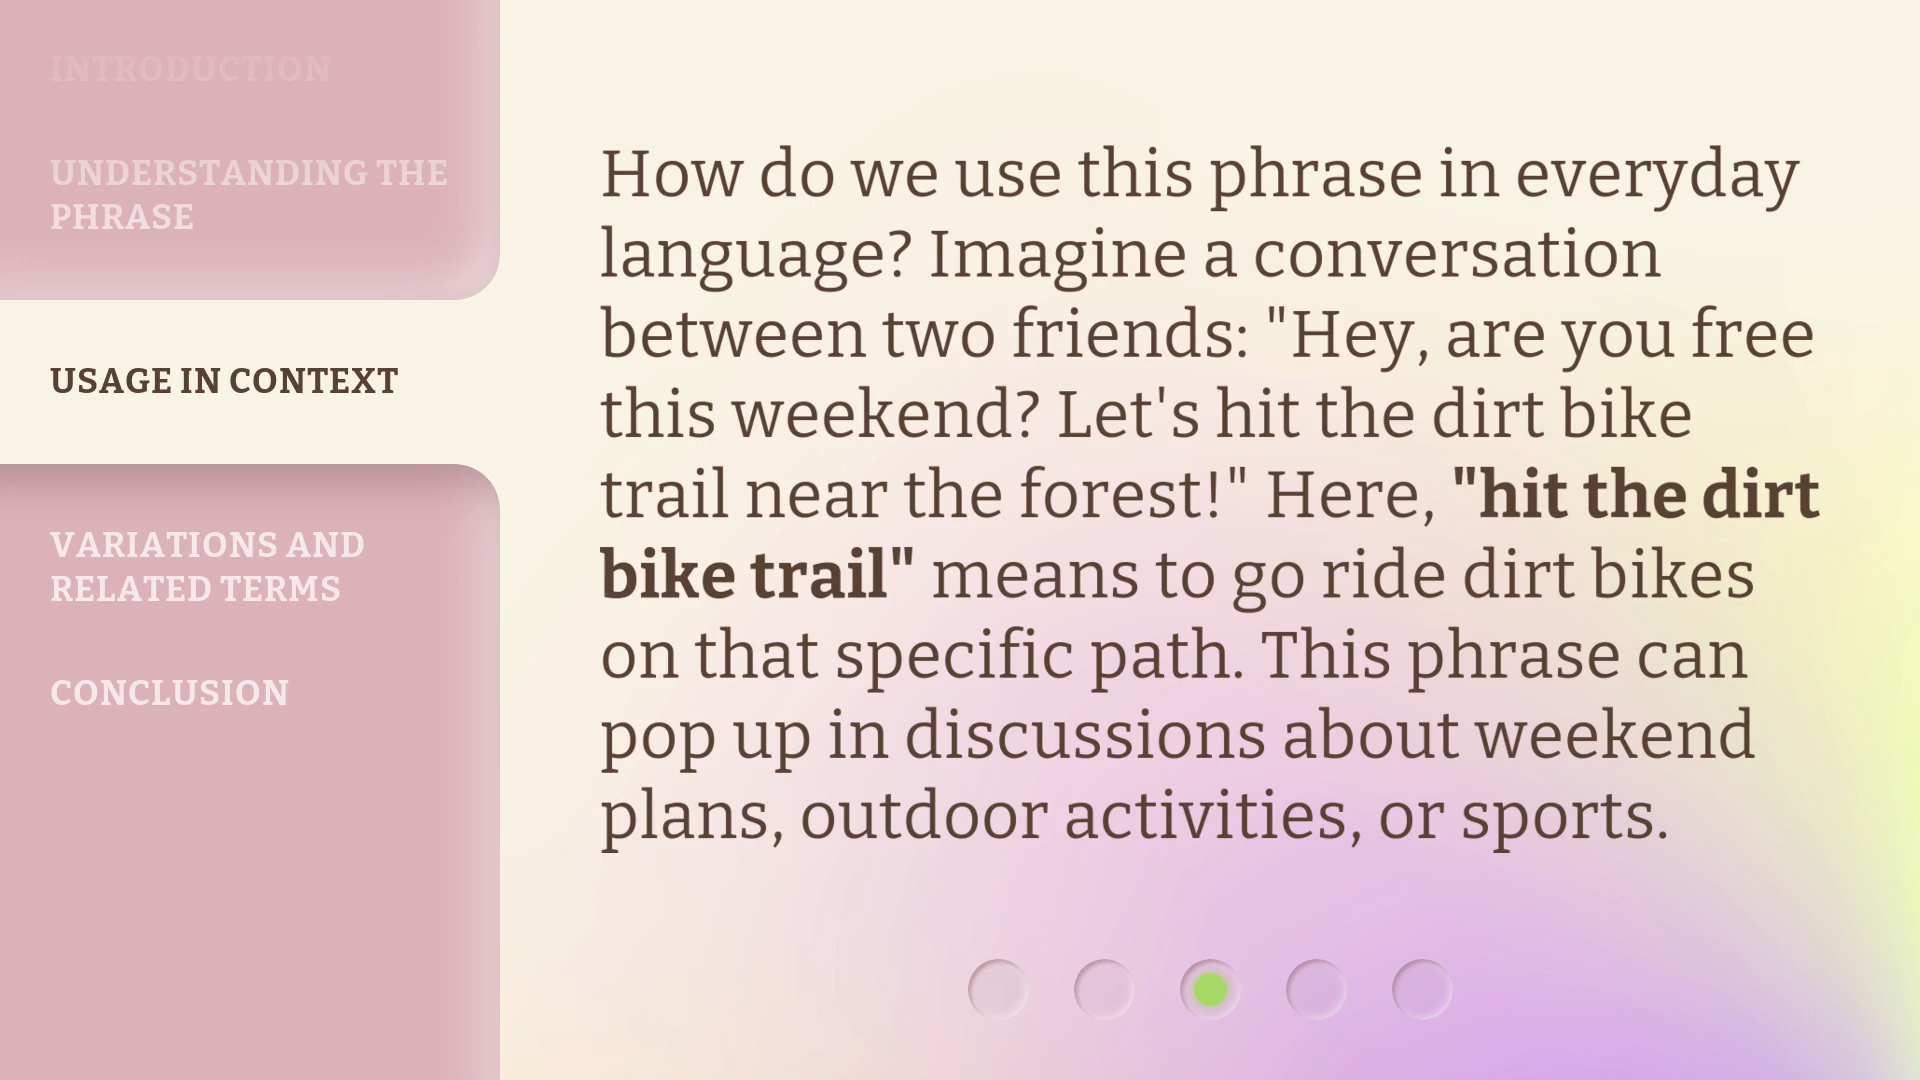 INTRODUCTION
UNDERSTANDING THE
PHRASE
USAGE IN CONTEXT
VARIATIONS AND
RELATED TERMS
CONCLUSION
How do we use this phrase in everyday
language? Imagine a conversation
between two friends: "Hey, are you free
this weekend? Let's hit the dirt bike
trail near the forest!" Here, "hit the dirt
bike trail" means to go ride dirt bikes
on that specific path. This phrase can
pop up in discussions about weekend
plans, outdoor activities, or sports.